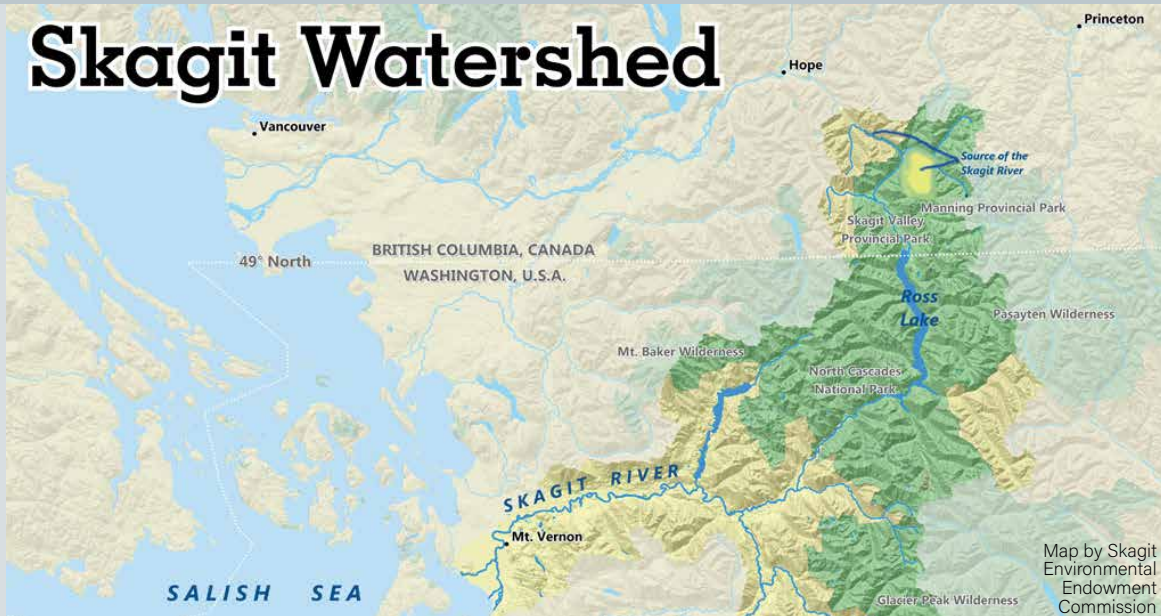 Skagit Watershed
Princeton
Hope
Vancouver
Source of the
Skagit River
Manning Provincial Park
Skagit Valley
Provincial Park
BRITISH COLUMBIA, CANADA
49° North
WASHINGTON, U.S.A.
Ross
Lake
Pasayten Wilderness
Mt. Baker Wilderness
North Cascades
National Park
SKAGIT RIVER
Mt. Vernon
SALISH SEA
Glacier Peak Wilderness
Map by Skagit
Environmental
Endowment
Commission